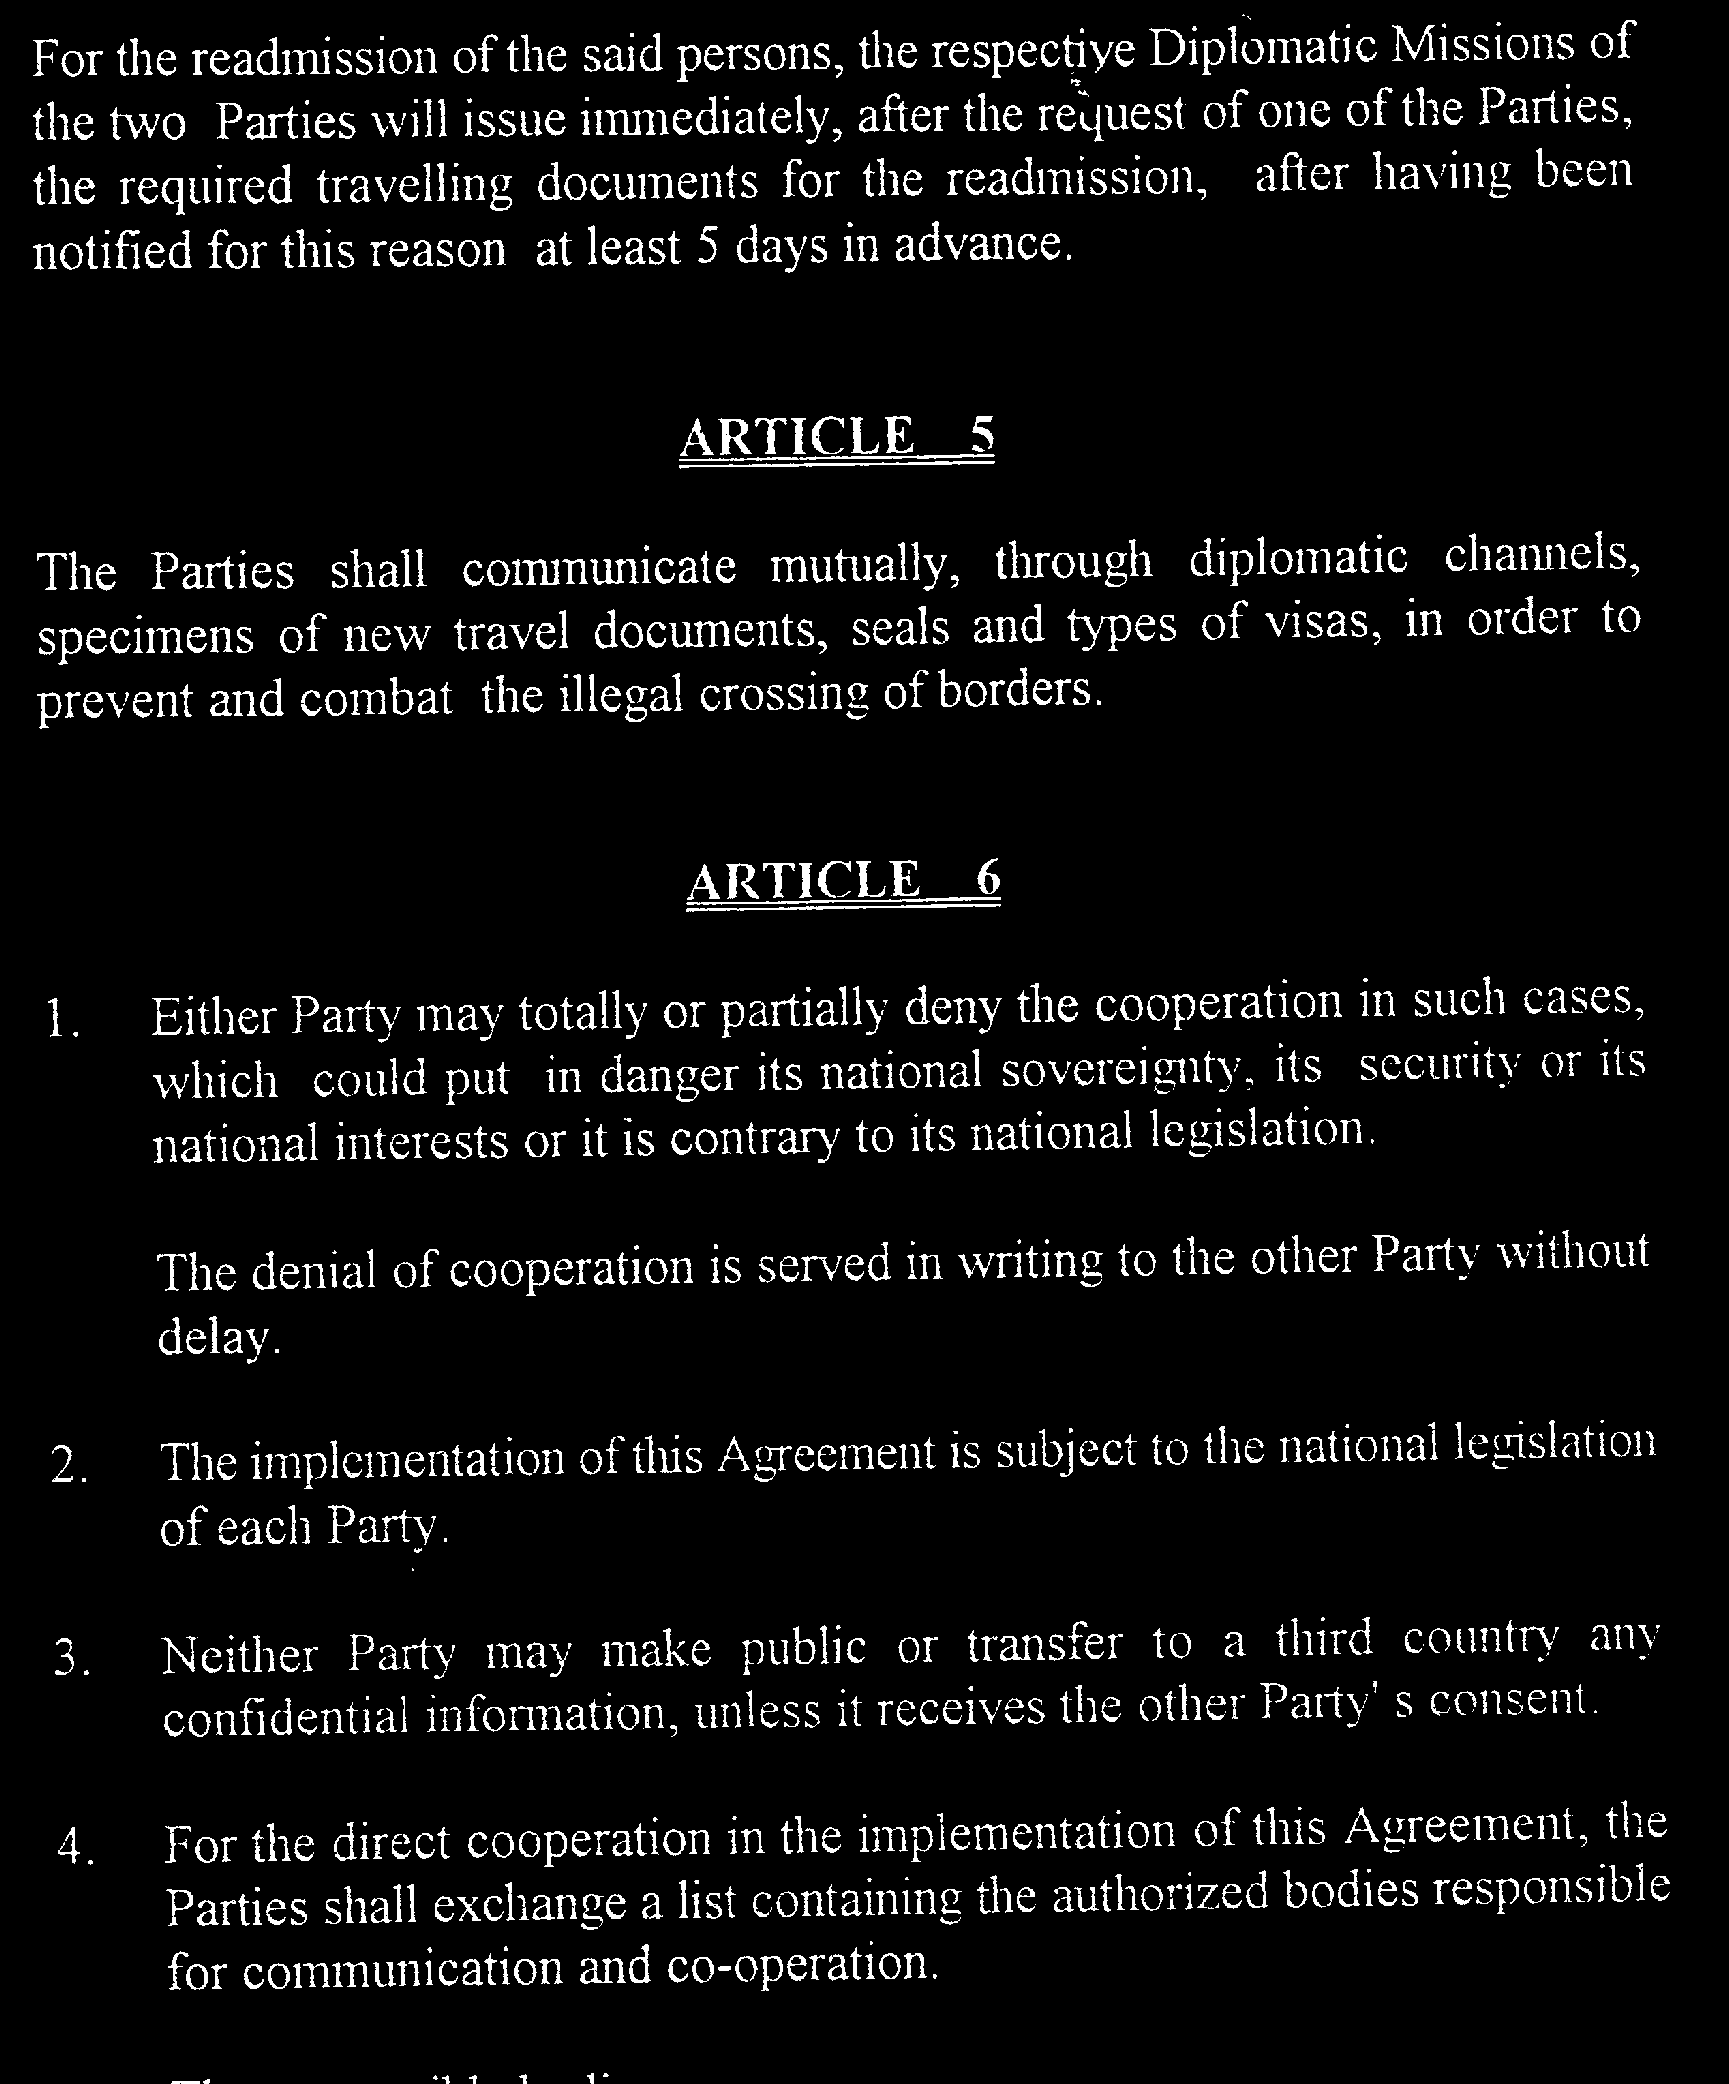 For the readmission of the said persons, the respective Diplomatic Missions of
the two Parties will issue immediately, after the request of one of the Parties,
the required travelling documents for the readmission, after having been
notified for this reason at least 5 days in advance.
ARTICLE 5
The Parties shall communicate mutually, through diplomatic channels,
specimens of new travel documents, seals and types of visas, in order to
prevent and combat the illegal crossing of borders.
ARTICLE 6
1. Either Party may totally or partially deny the cooperation in such cases,
which could put in danger its national sovereignty, its security or its
national interests or it is contrary to its national legislation.
The denial of cooperation is served in writing to the other Party without
delay.
2. The implementation of this Agreement is subject to the national legislation
of each Party.
3. Neither Party may make public or transfer to a third country any
confidential information, unless it receives the other Party' s consent.
4. For the direct cooperation in the implementation of this Agreement, the
Parties shall exchange a list containing the authorized bodies responsible
for communication and co-operation.